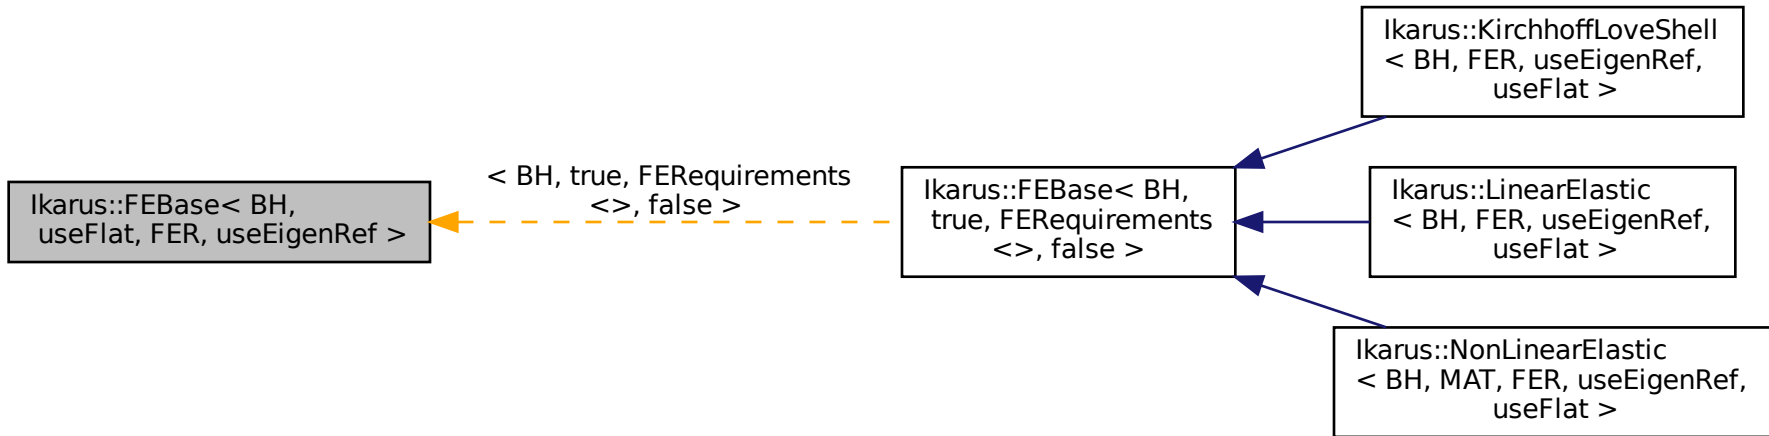 Ikarus::FEBase< BH,
useFlat, FER, useEigenRef >
< BH, true, FERequirements
<>, false >
Ikarus::FEBase< BH,
true, FERequirements
<>, false >
Ikarus::KirchhoffLoveShell
< BH, FER, useEigenRef,
useFlat >
Ikarus::LinearElastic
< BH, FER, useEigenRef,
useFlat >
Ikarus::NonLinearElastic
< BH, MAT, FER, useEigenRef,
useFlat >